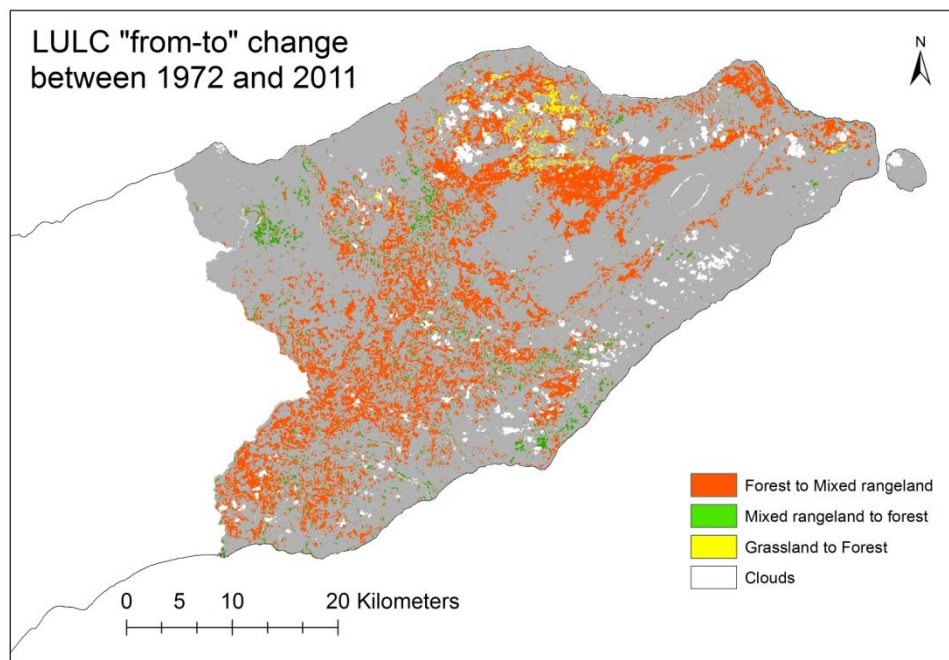 LULC "from-to" change
between 1972 and 2011
N
Forest to Mixed rangeland
Mixed rangeland to forest
Grassland to Forest
Clouds
0 5 10 20 Kilometers